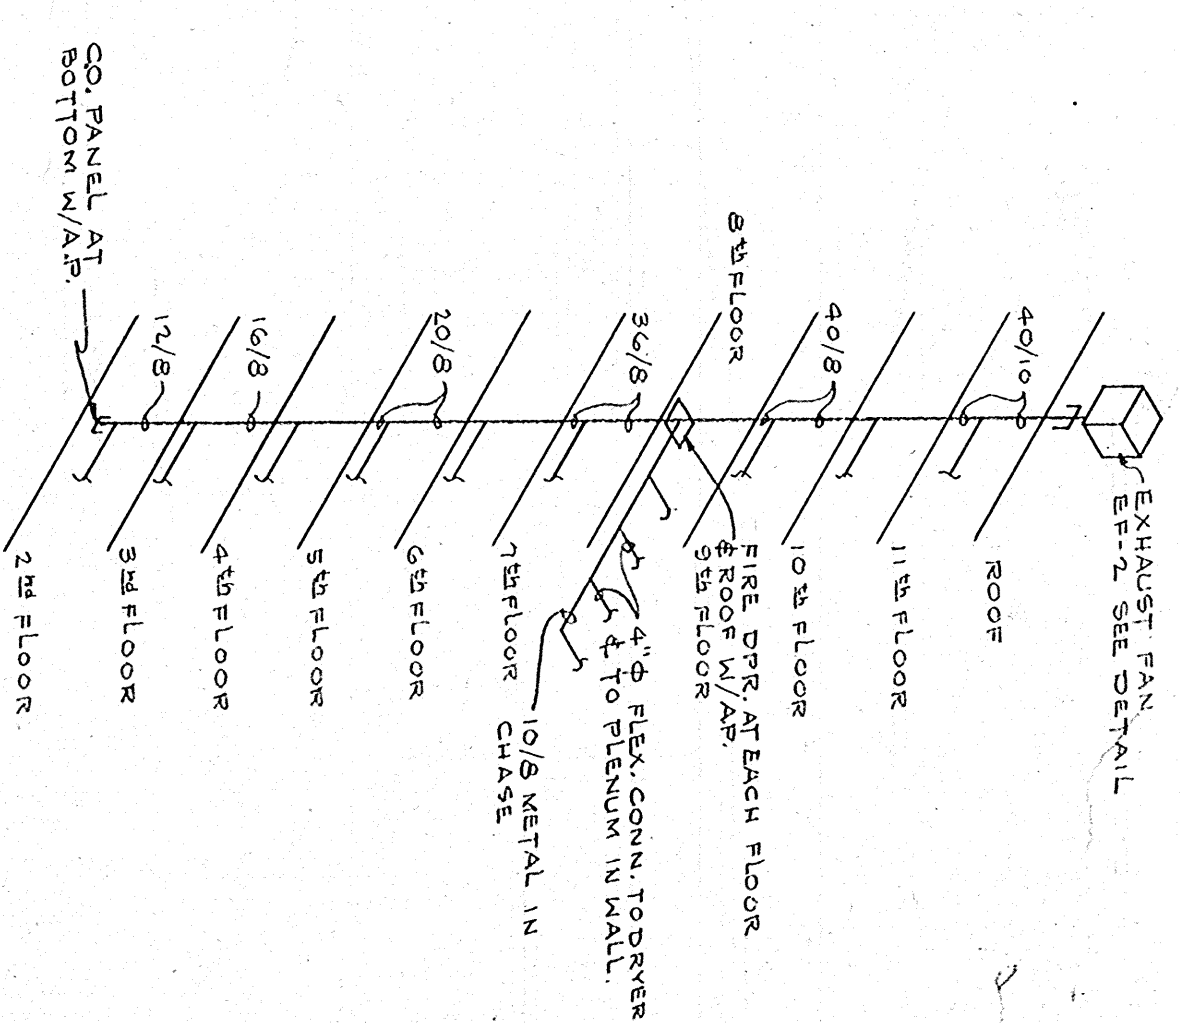 EXHAUST FAN
EF-2 SEE DETAIL
ROOF
40/10
11th FLOOR
10th FLOOR
40/8
FIRE DPR. AT EACH FLOOR
& ROOF W/AP.
9th FLOOR
8th FLOOR
36/8
4"Φ FLEX. CONN. TO DRYER
& TO PLENUM IN WALL.
10/8 METAL IN
CHASE
7th FLOOR
20/8
6th FLOOR
5th FLOOR
16/8
4th FLOOR
12/8
3rd FLOOR
C.O. PANEL AT
BOTTOM W/A.P.
2nd FLOOR